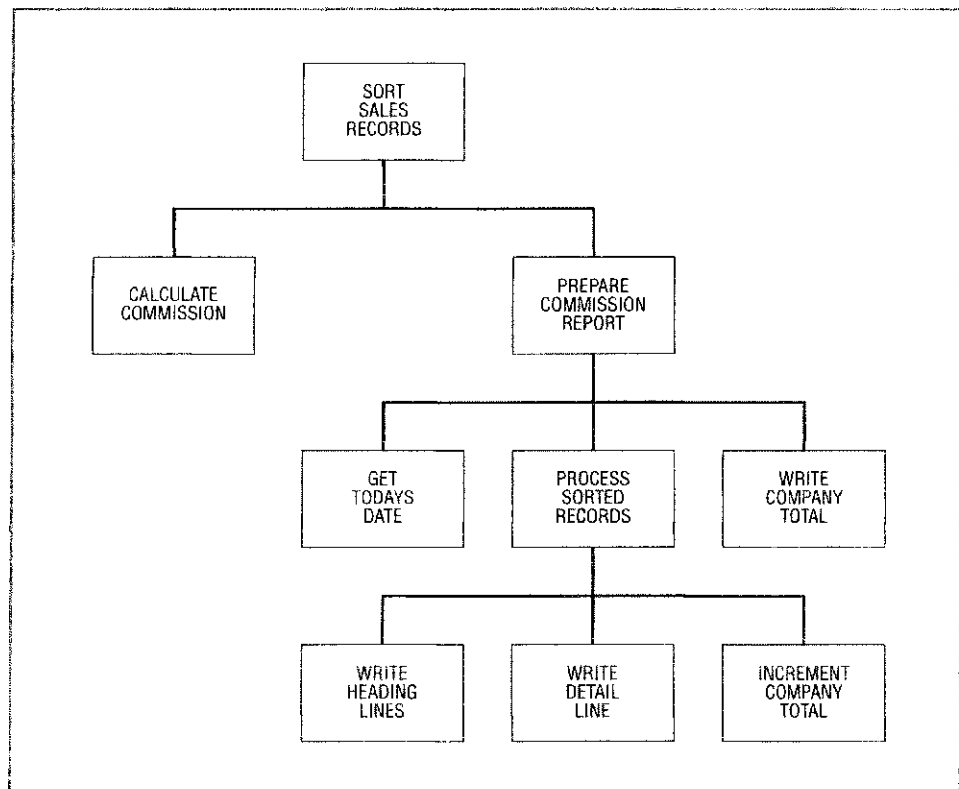 SORT
SALES
RECORDS
CALCULATE
COMMISSION
PREPARE
COMMISSION
REPORT
GET
TODAYS
DATE
PROCESS
SORTED
RECORDS
WRITE
COMPANY
TOTAL
WRITE
HEADING
LINES
WRITE
DETAIL
LINE
INCREMENT
COMPANY
TOTAL